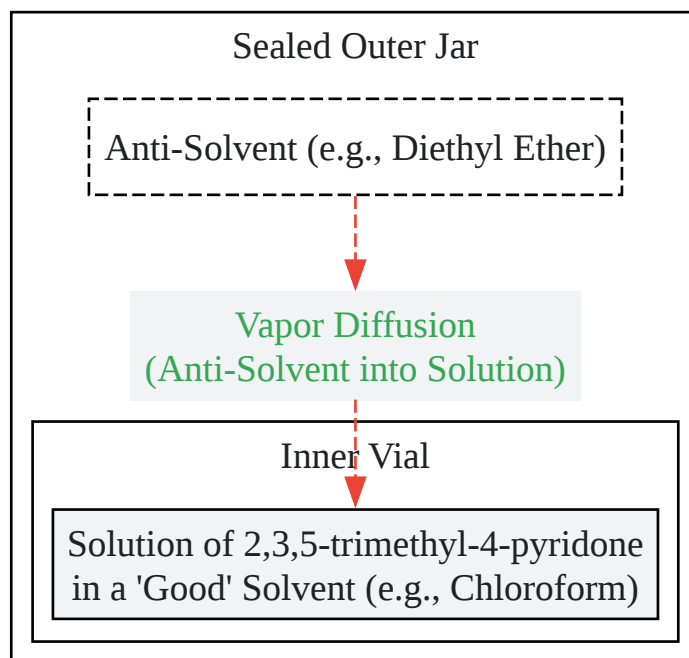 Sealed Outer Jar
Anti-Solvent (e.g., Diethyl Ether)
Vapor Diffusion
(Anti-Solvent into Solution)
Inner Vial
Solution of 2,3,5-trimethyl-4-pyridone
in a 'Good' Solvent (e.g., Chloroform)